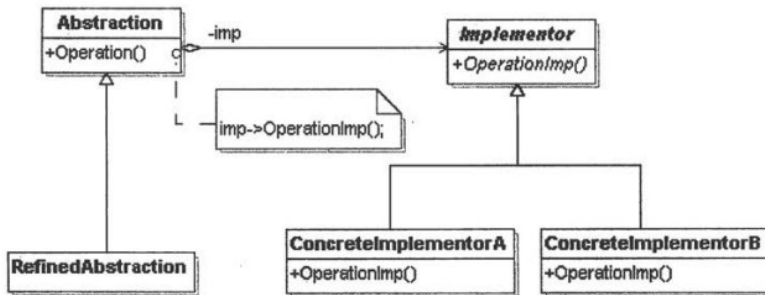 Abstraction
+Operation()
-imp
Implementor
+OperationImp()
imp->OperationImp();
RefinedAbstraction
ConcreteImplementorA
+OperationImp()
ConcreteImplementorB
+OperationImp()